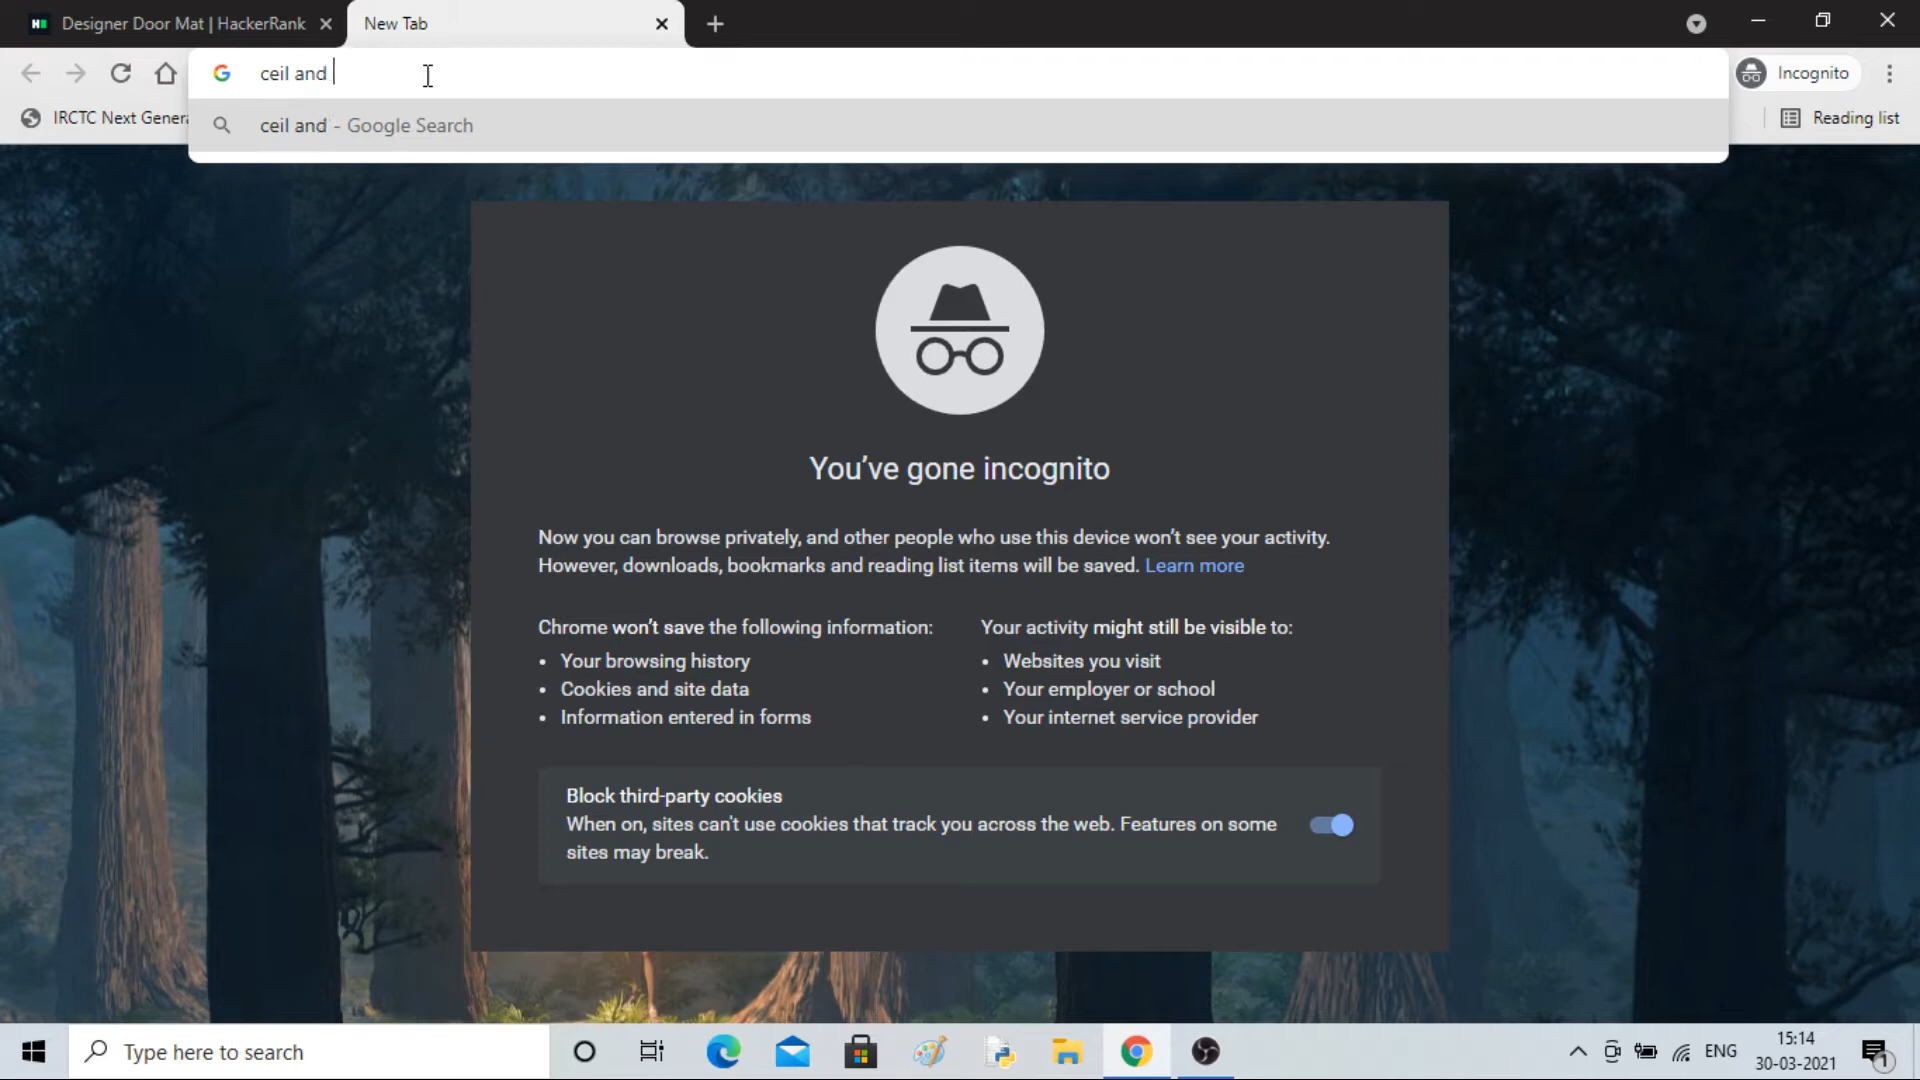 Designer Door Mat | HackerRank
New Tab
ceil and
Incognito
IRCTC Next Genera
ceil and - Google Search
Reading list
You've gone incognito
Now you can browse privately, and other people who use this device won't see your activity.
However, downloads, bookmarks and reading list items will be saved. Learn more
Chrome won't save the following information:
• Your browsing history
• Cookies and site data
• Information entered in forms
Your activity might still be visible to:
• Websites you visit
• Your employer or school
• Your internet service provider
Block third-party cookies
When on, sites can't use cookies that track you across the web. Features on some
sites may break.
Type here to search
ENG
15:14
30-03-2021
1